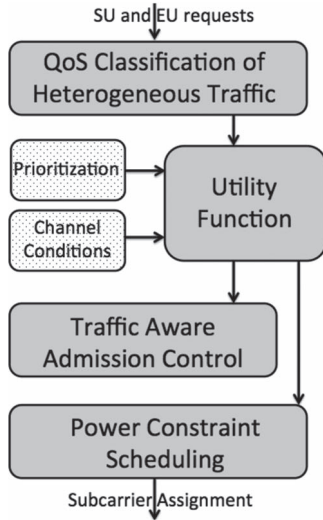 SU and EU requests
QoS Classification of
Heterogeneous Traffic
Prioritization
Utility
Function
Channel
Conditions
Traffic Aware
Admission Control
Power Constraint
Scheduling
Subcarrier Assignment